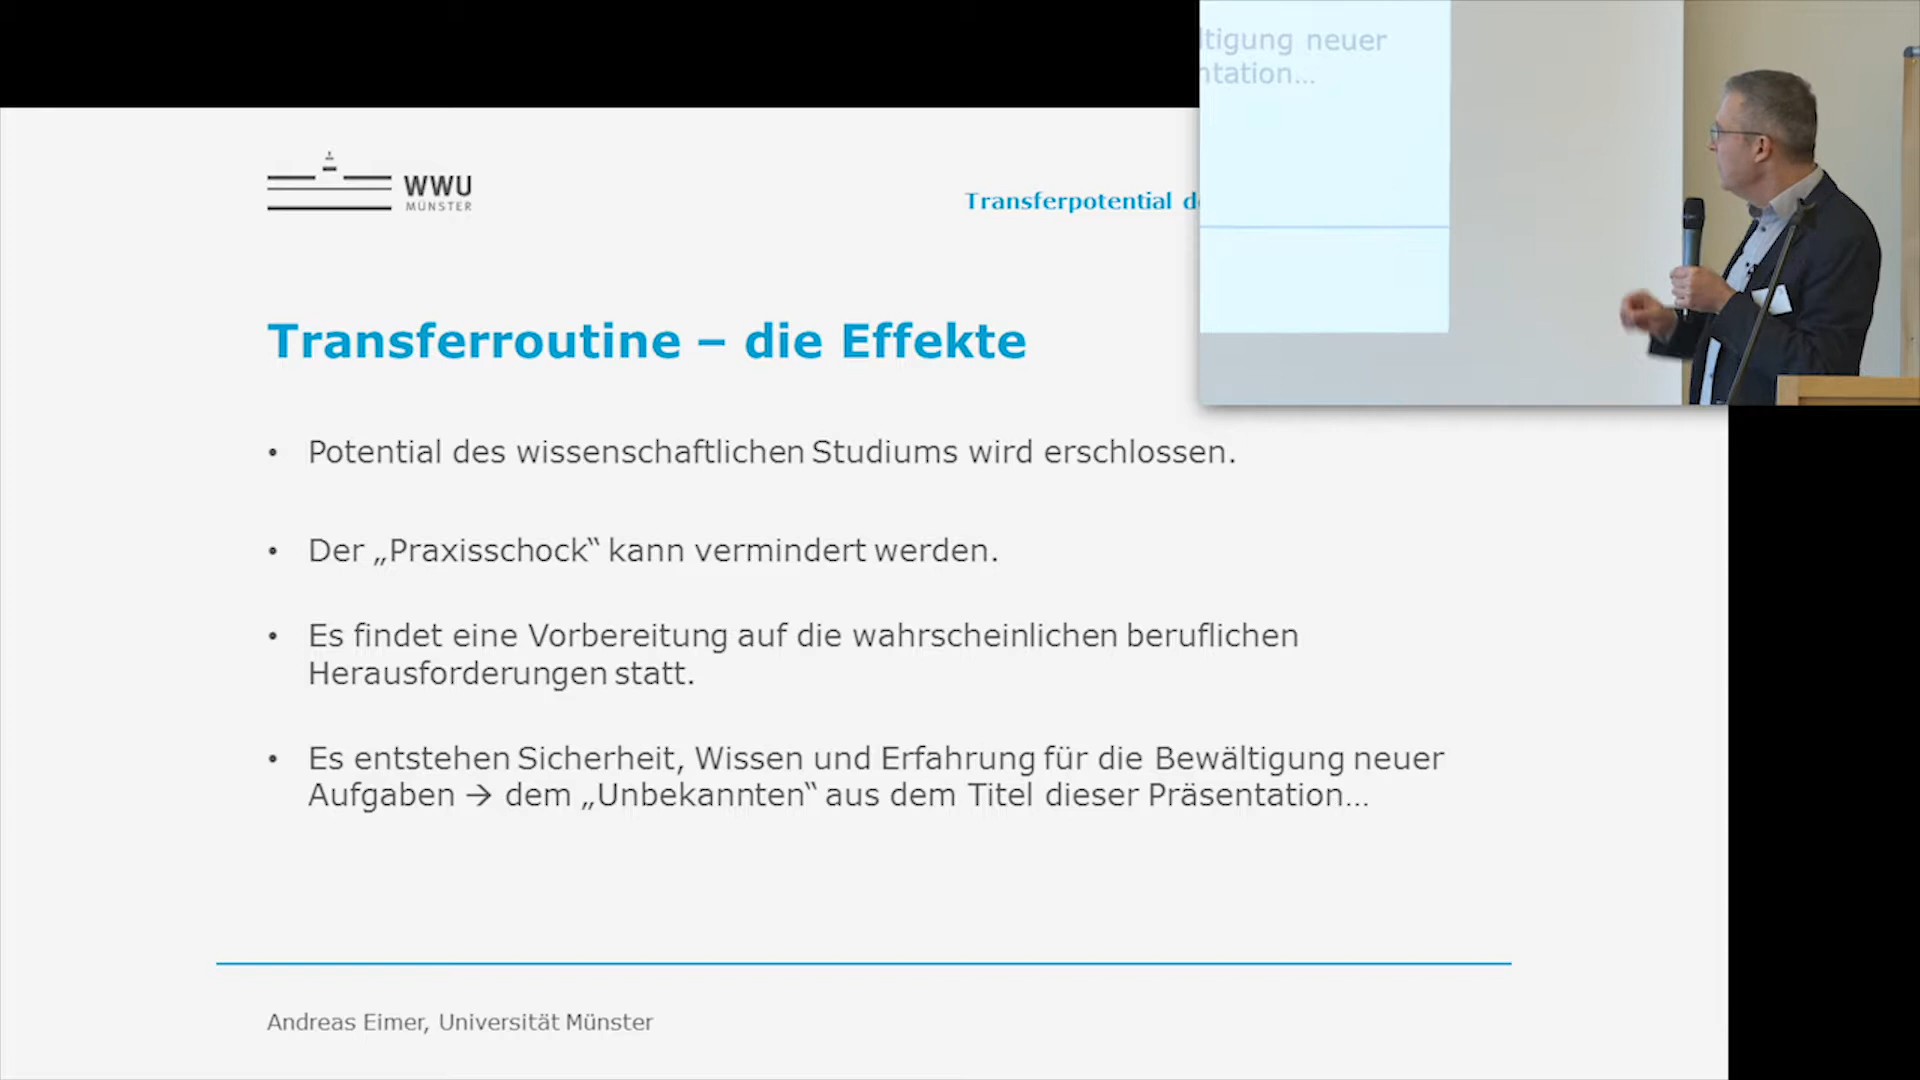 WWU
MÜNSTER
Transferpotential
ltigung neuer
ntation...
Transferroutine – die Effekte
• Potential des wissenschaftlichen Studiums wird erschlossen.
• Der „Praxisschock“ kann vermindert werden.
• Es findet eine Vorbereitung auf die wahrscheinlichen beruflichen
Herausforderungen statt.
• Es entstehen Sicherheit, Wissen und Erfahrung für die Bewältigung neuer
Aufgaben → dem „Unbekannten“ aus dem Titel dieser Präsentation…
Andreas Eimer, Universität Münster